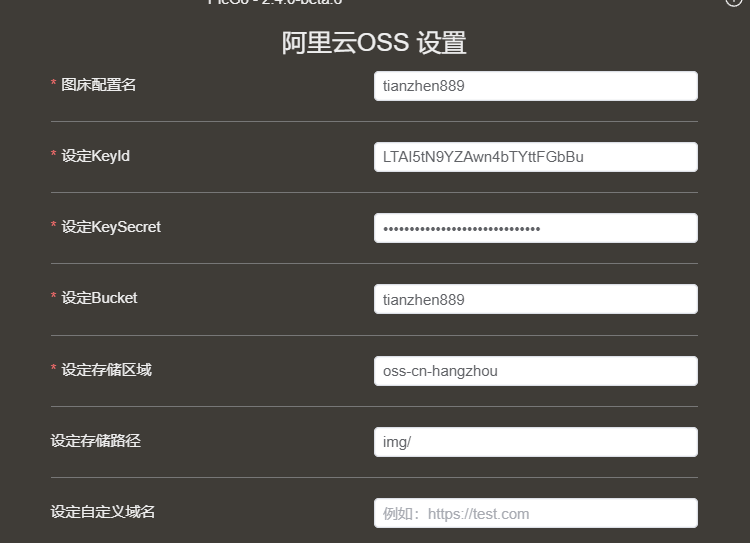 PicGo - 2.4.0-beta.6
阿里云OSS 设置
* 图床配置名
tianzhen889
* 设定KeyId
LTAI5tN9YZAwn4bTYttFGbBu
* 设定KeySecret
••••••••••••••••••••••••••••••
* 设定Bucket
tianzhen889
* 设定存储区域
oss-cn-hangzhou
设定存储路径
img/
设定自定义域名
例如：https://test.com